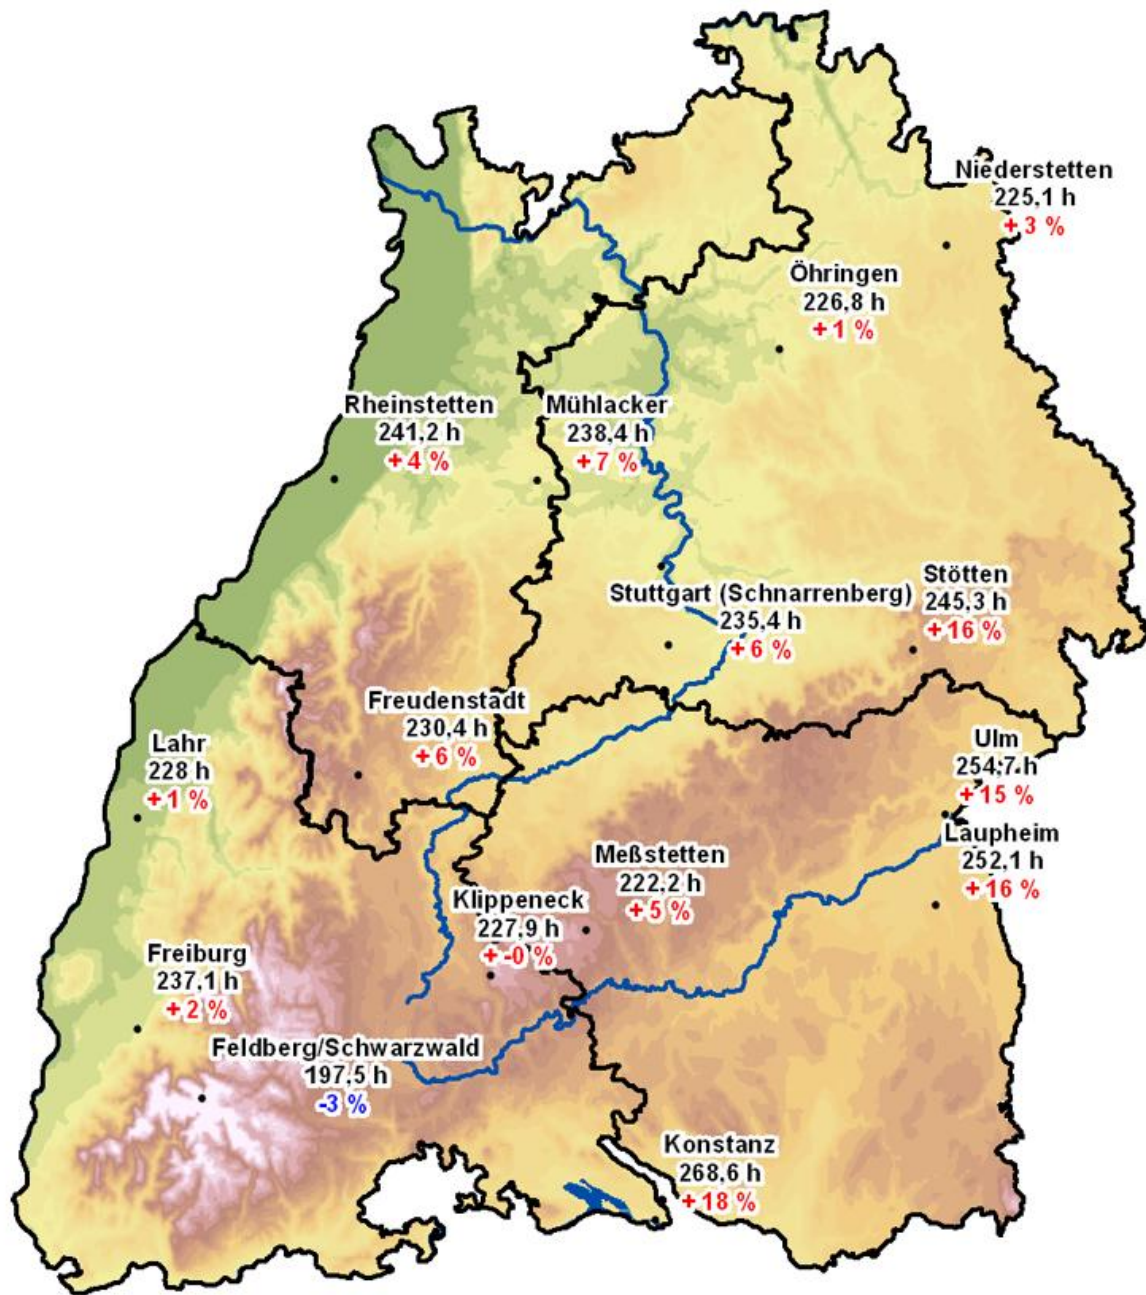 Niederstetten
225,1 h
+ 3 %
Öhringen
226,8 h
+ 1 %
Rheinstetten
241,2 h
+ 4 %
Mühlacker
238,4 h
+ 7 %
Stuttgart (Schnarrenberg)
235,4 h
+ 6 %
Stötten
245,3 h
+ 16 %
Freudenstadt
230,4 h
+ 6 %
Lahr
228 h
+ 1 %
Ulm
254,7 h
+ 15 %
Laupheim
252,1 h
+ 16 %
Meßstetten
222,2 h
+ 5 %
Klippeneck
227,9 h
+ -0 %
Freiburg
237,1 h
+ 2 %
Feldberg/Schwarzwald
197,5 h
-3 %
Konstanz
268,6 h
+ 18 %